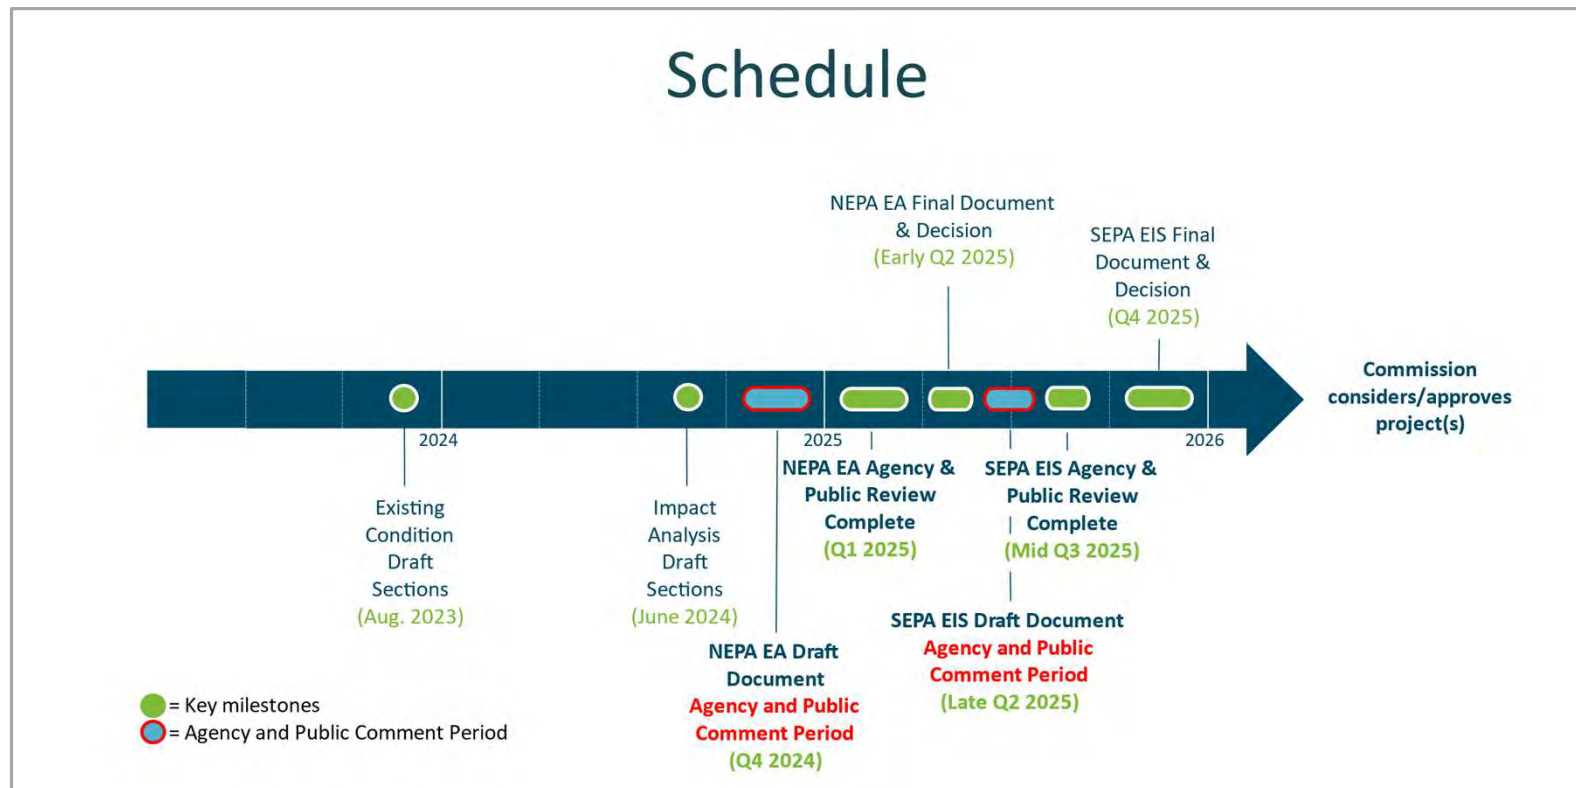 Schedule
NEPA EA Final Document
& Decision
(Early Q2 2025)
SEPA EIS Final
Document &
Decision
(Q4 2025)
Commission
considers/approves
project(s)
2024
2025
2026
Existing
Condition
Draft
Sections
(Aug. 2023)
Impact
Analysis
Draft
Sections
(June 2024)
NEPA EA Agency &
Public Review
Complete
(Q1 2025)
SEPA EIS Agency &
Public Review
Complete
(Mid Q3 2025)
NEPA EA Draft
Document
Agency and Public
Comment Period
(Q4 2024)
SEPA EIS Draft Document
Agency and Public
Comment Period
(Late Q2 2025)
= Key milestones
= Agency and Public Comment Period